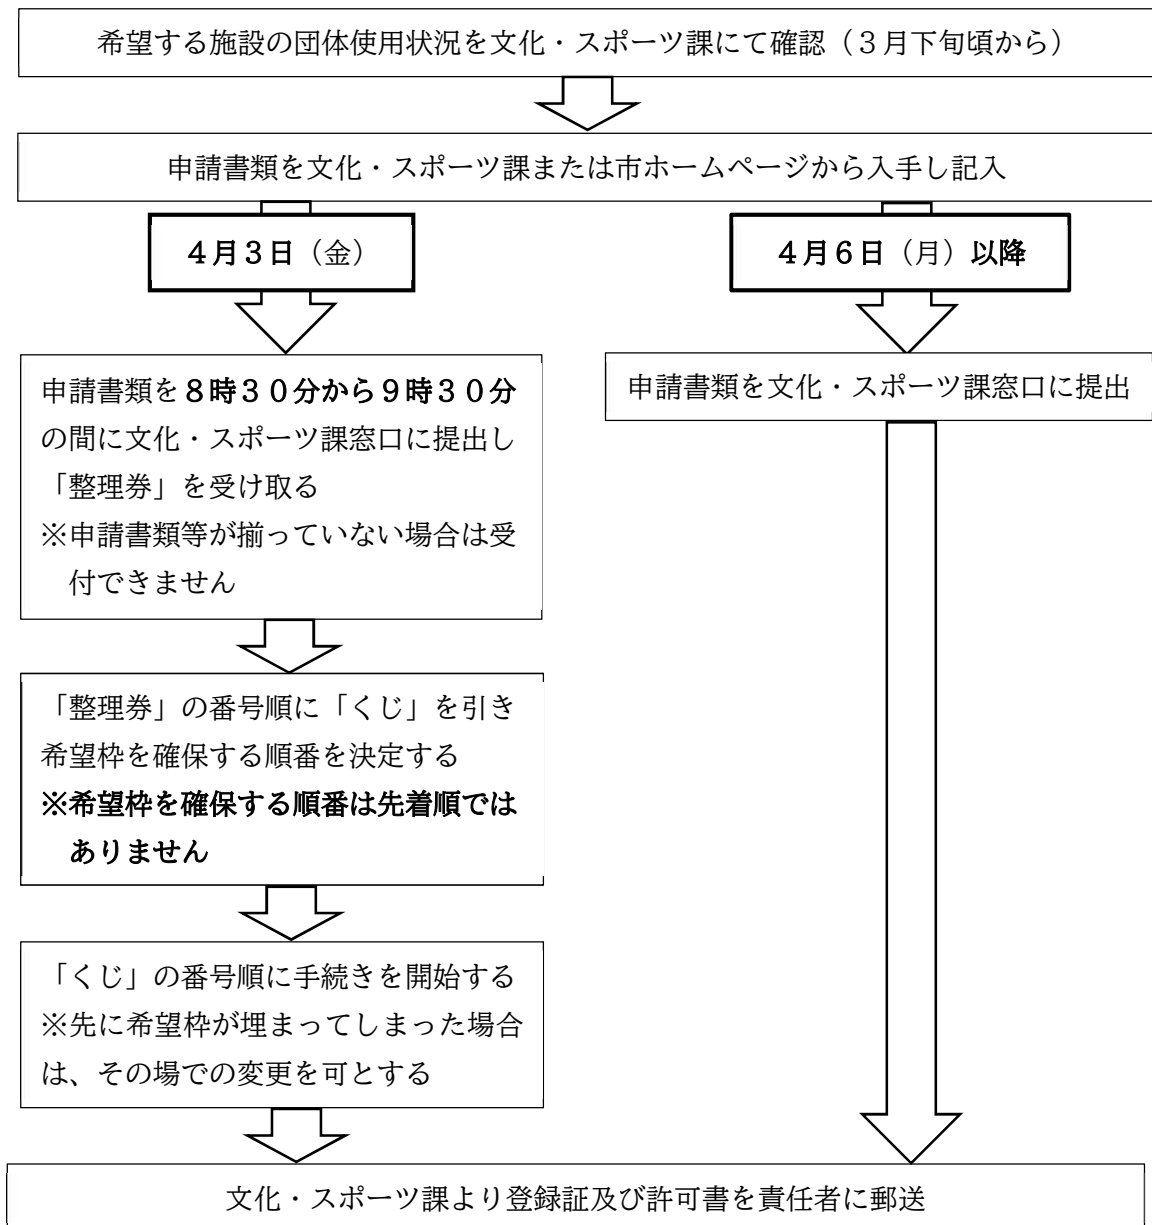 希望する施設の団体使用状況を文化・スポーツ課にて確認（３月下旬頃から）
申請書類を文化・スポーツ課または市ホームページから入手し記入
４月３日（金）
４月６日（月）以降
申請書類を８時３０分から９時３０分
の間に文化・スポーツ課窓口に提出し
「整理券」を受け取る
※申請書類等が揃っていない場合は受
付できません
申請書類を文化・スポーツ課窓口に提出
「整理券」の番号順に「くじ」を引き
希望枠を確保する順番を決定する
※希望枠を確保する順番は先着順では
ありません
「くじ」の番号順に手続きを開始する
※先に希望枠が埋まってしまった場合
は、その場での変更を可とする
文化・スポーツ課より登録証及び許可書を責任者に郵送